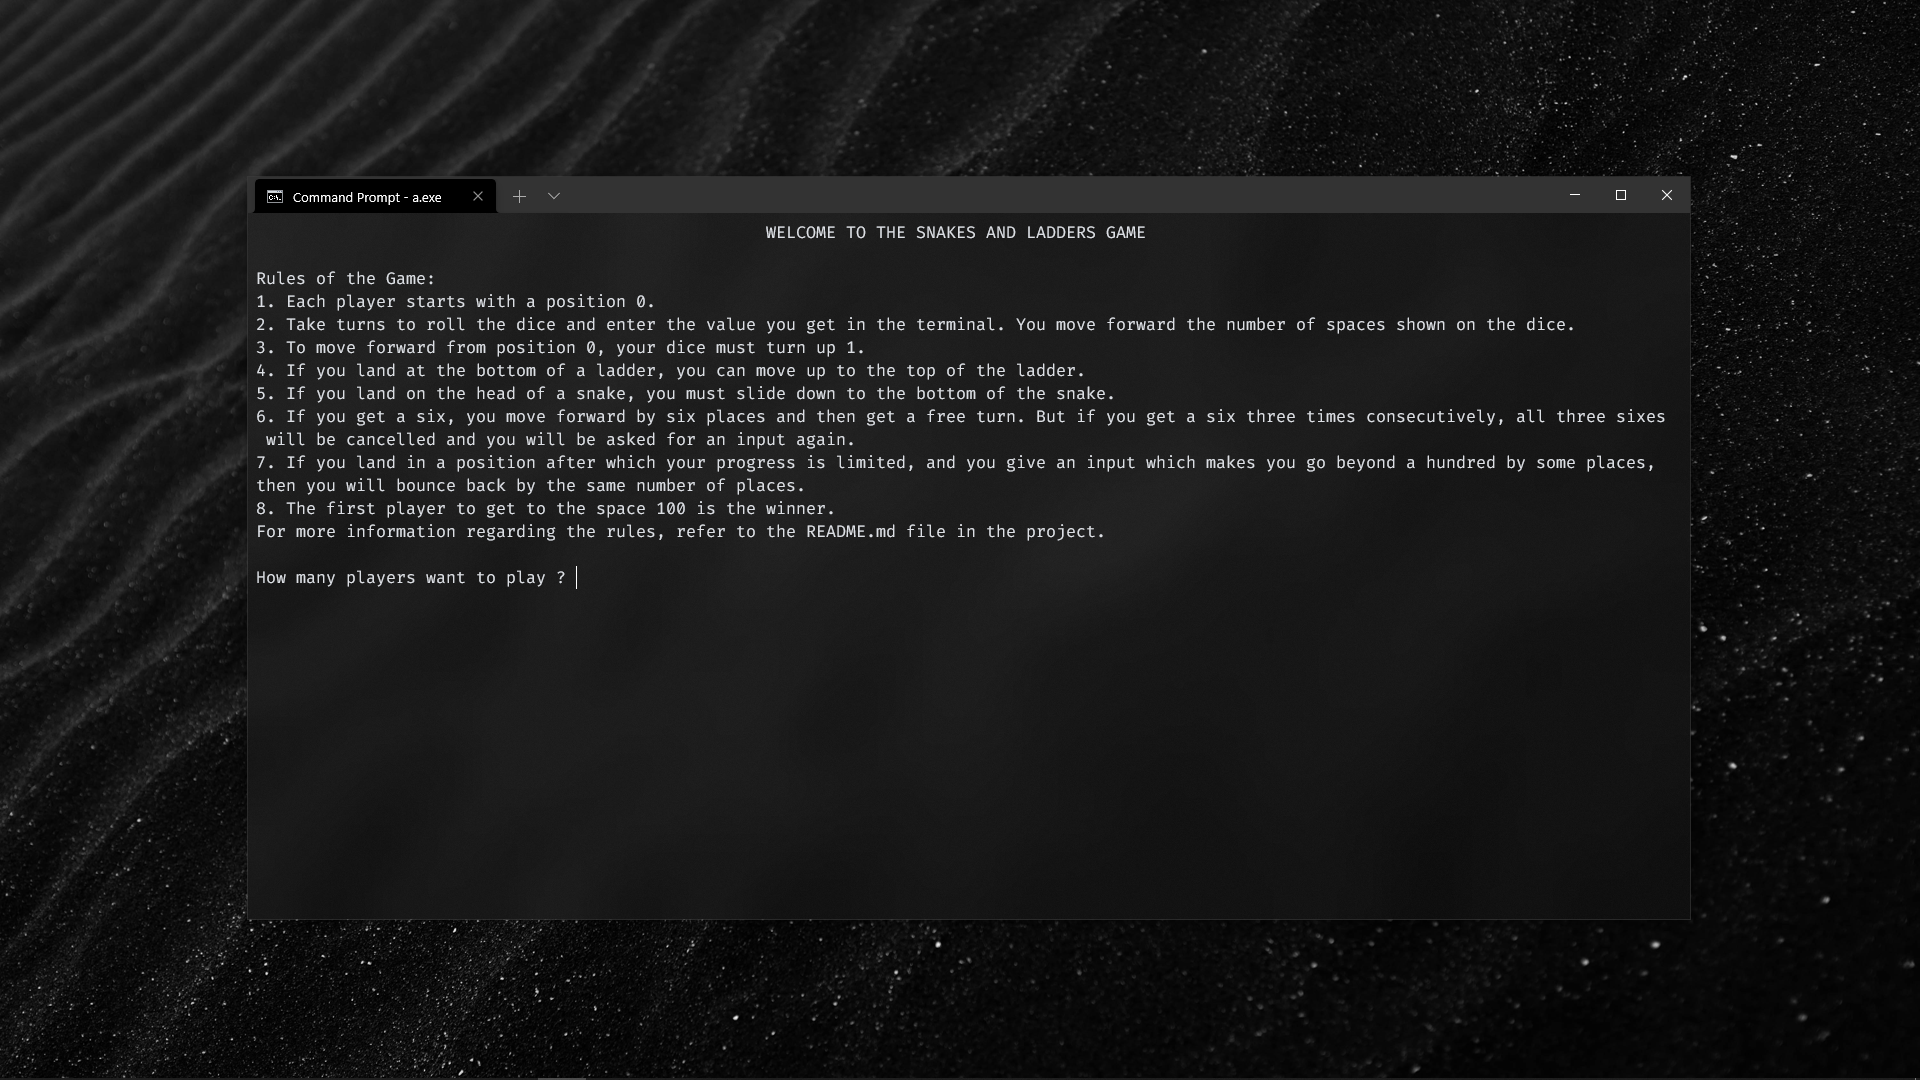 Command Prompt - a.exe
WELCOME TO THE SNAKES AND LADDERS GAME
Rules of the Game:
1. Each player starts with a position 0.
2. Take turns to roll the dice and enter the value you get in the terminal. You move forward the number of spaces shown on the dice.
3. To move forward from position 0, your dice must turn up 1.
4. If you land at the bottom of a ladder, you can move up to the top of the ladder.
5. If you land on the head of a snake, you must slide down to the bottom of the snake.
6. If you get a six, you move forward by six places and then get a free turn. But if you get a six three times consecutively, all three sixes
will be cancelled and you will be asked for an input again.
7. If you land in a position after which your progress is limited, and you give an input which makes you go beyond a hundred by some places,
then you will bounce back by the same number of places.
8. The first player to get to the space 100 is the winner.
For more information regarding the rules, refer to the README.md file in the project.
How many players want to play ?